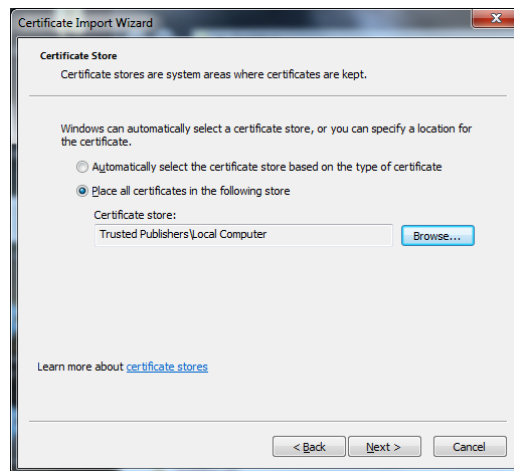 Certificate Import Wizard
Certificate Store
Certificate stores are system areas where certificates are kept.
Windows can automatically select a certificate store, or you can specify a location for
the certificate.
Automatically select the certificate store based on the type of certificate
Place all certificates in the following store
Certificate store:
Trusted Publishers\Local Computer
Browse...
Learn more about certificate stores
< Back
Next >
Cancel